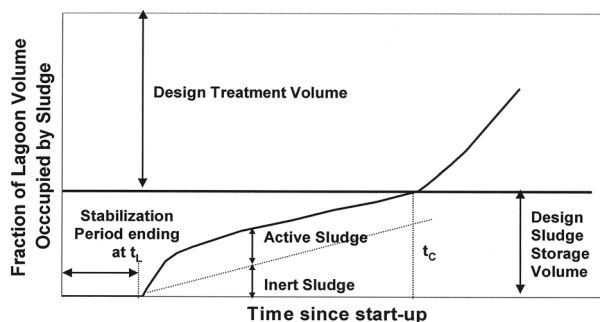 Fraction of Lagoon Volume
Occcupied by Sludge
Design Treatment Volume
Stabilization
Period ending
at tL
Active Sludge
Inert Sludge
tC
Design
Sludge
Storage
Volume
Time since start-up